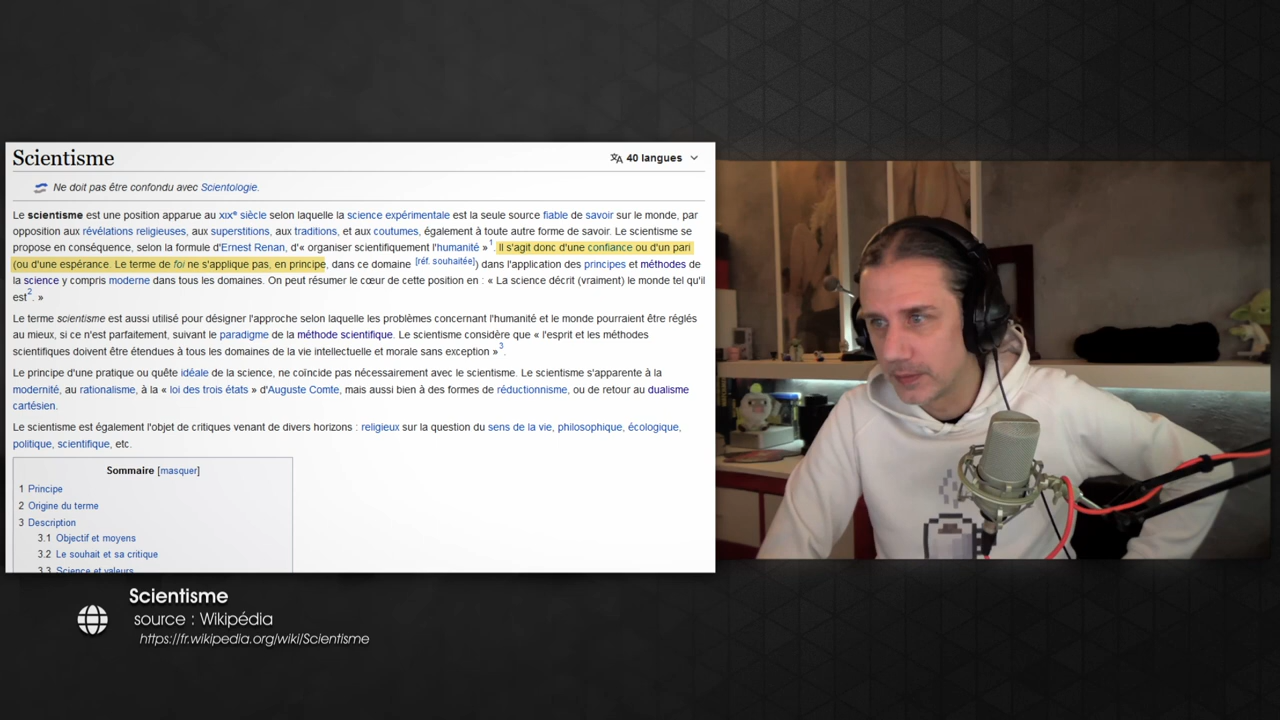 Scientisme
40 langues
Ne doit pas être confondu avec Scientologie.
Le scientisme est une position apparue au XIXe siècle selon laquelle la science expérimentale est la seule source fiable de savoir sur le monde, par
opposition aux révélations religieuses, aux superstitions, aux traditions, et aux coutumes, également à toute autre forme de savoir. Le scientisme se
propose en conséquence, selon la formule d'Ernest Renan, d'« organiser scientifiquement l'humanité »1. Il s'agit donc d'une confiance ou d'un pari
(ou d'une espérance. Le terme de foi ne s'applique pas, en principe, dans ce domaine [réf. souhaitée]) dans l'application des principes et méthodes de
la science y compris moderne dans tous les domaines. On peut résumer le cœur de cette position en : « La science décrit (vraiment) le monde tel qu'il
est2. »
Le terme scientisme est aussi utilisé pour désigner l'approche selon laquelle les problèmes concernant l'humanité et le monde pourraient être réglés
au mieux, si ce n'est parfaitement, suivant le paradigme de la méthode scientifique. Le scientisme considère que « l'esprit et les méthodes
scientifiques doivent être étendues à tous les domaines de la vie intellectuelle et morale sans exception »3.
Le principe d'une pratique ou quête idéale de la science, ne coïncide pas nécessairement avec le scientisme. Le scientisme s'apparente à la
modernité, au rationalisme, à la « loi des trois états » d'Auguste Comte, mais aussi bien à des formes de réductionnisme, ou de retour au dualisme
cartésien.
Le scientisme est également l'objet de critiques venant de divers horizons : religieux sur la question du sens de la vie, philosophique, écologique,
politique, scientifique, etc.
Sommaire [masquer]
1 Principe
2 Origine du terme
3 Description
3.1 Objectif et moyens
3.2 Le souhait et sa critique
3.3 Science et valeurs
Scientisme
source : Wikipédia
https://fr.wikipedia.org/wiki/Scientisme